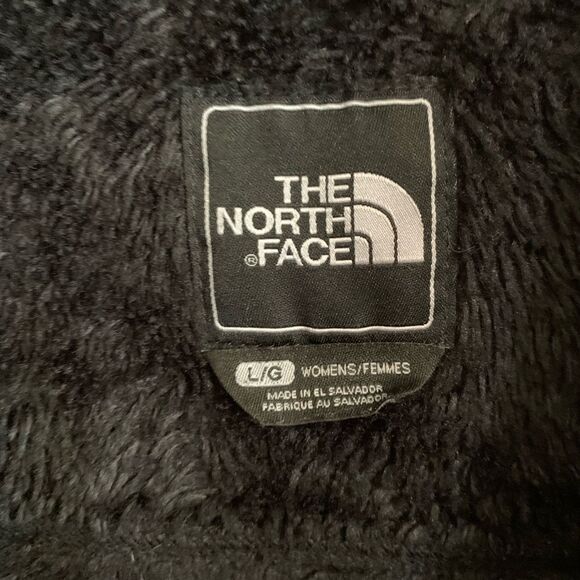 THE
NORTH
® FACE
L/G WOMENS/FEMMES
MADE IN EL SALVADOR
FABRIQUE AU SALVADOR